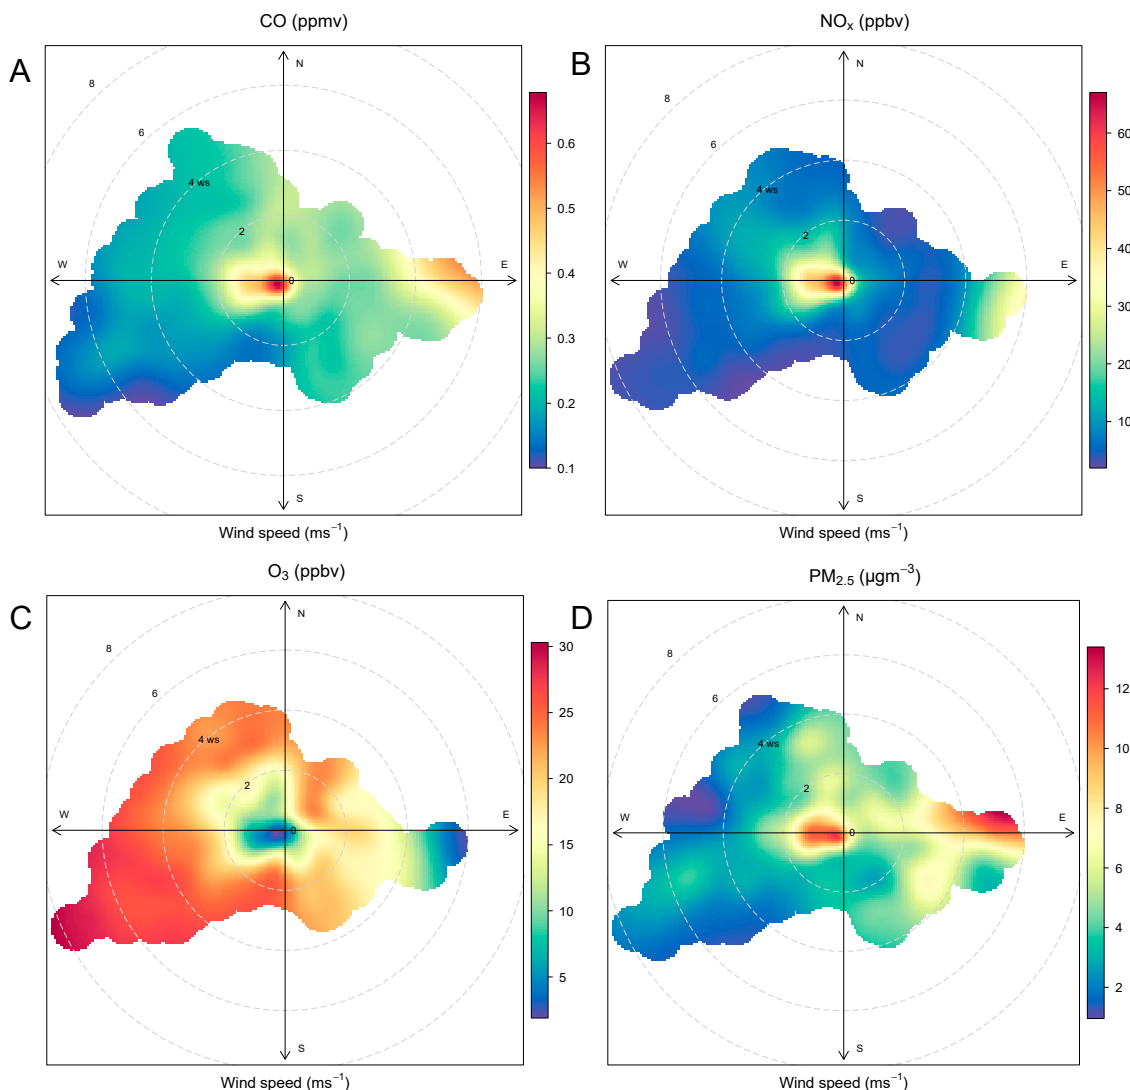 CO (ppmv)
A
N
8
6
4 ws
2
0
W
E
S
0.6
0.5
0.4
0.3
0.2
0.1
Wind speed (ms⁻¹)
NOₓ (ppbv)
B
N
8
6
4 ws
2
0
W
E
S
60
50
40
30
20
10
Wind speed (ms⁻¹)
O₃ (ppbv)
C
N
8
6
4 ws
2
0
W
E
S
30
25
20
15
10
5
Wind speed (ms⁻¹)
PM₂.₅ (µgm⁻³)
D
N
8
6
4 ws
2
0
W
E
S
12
10
8
6
4
2
Wind speed (ms⁻¹)